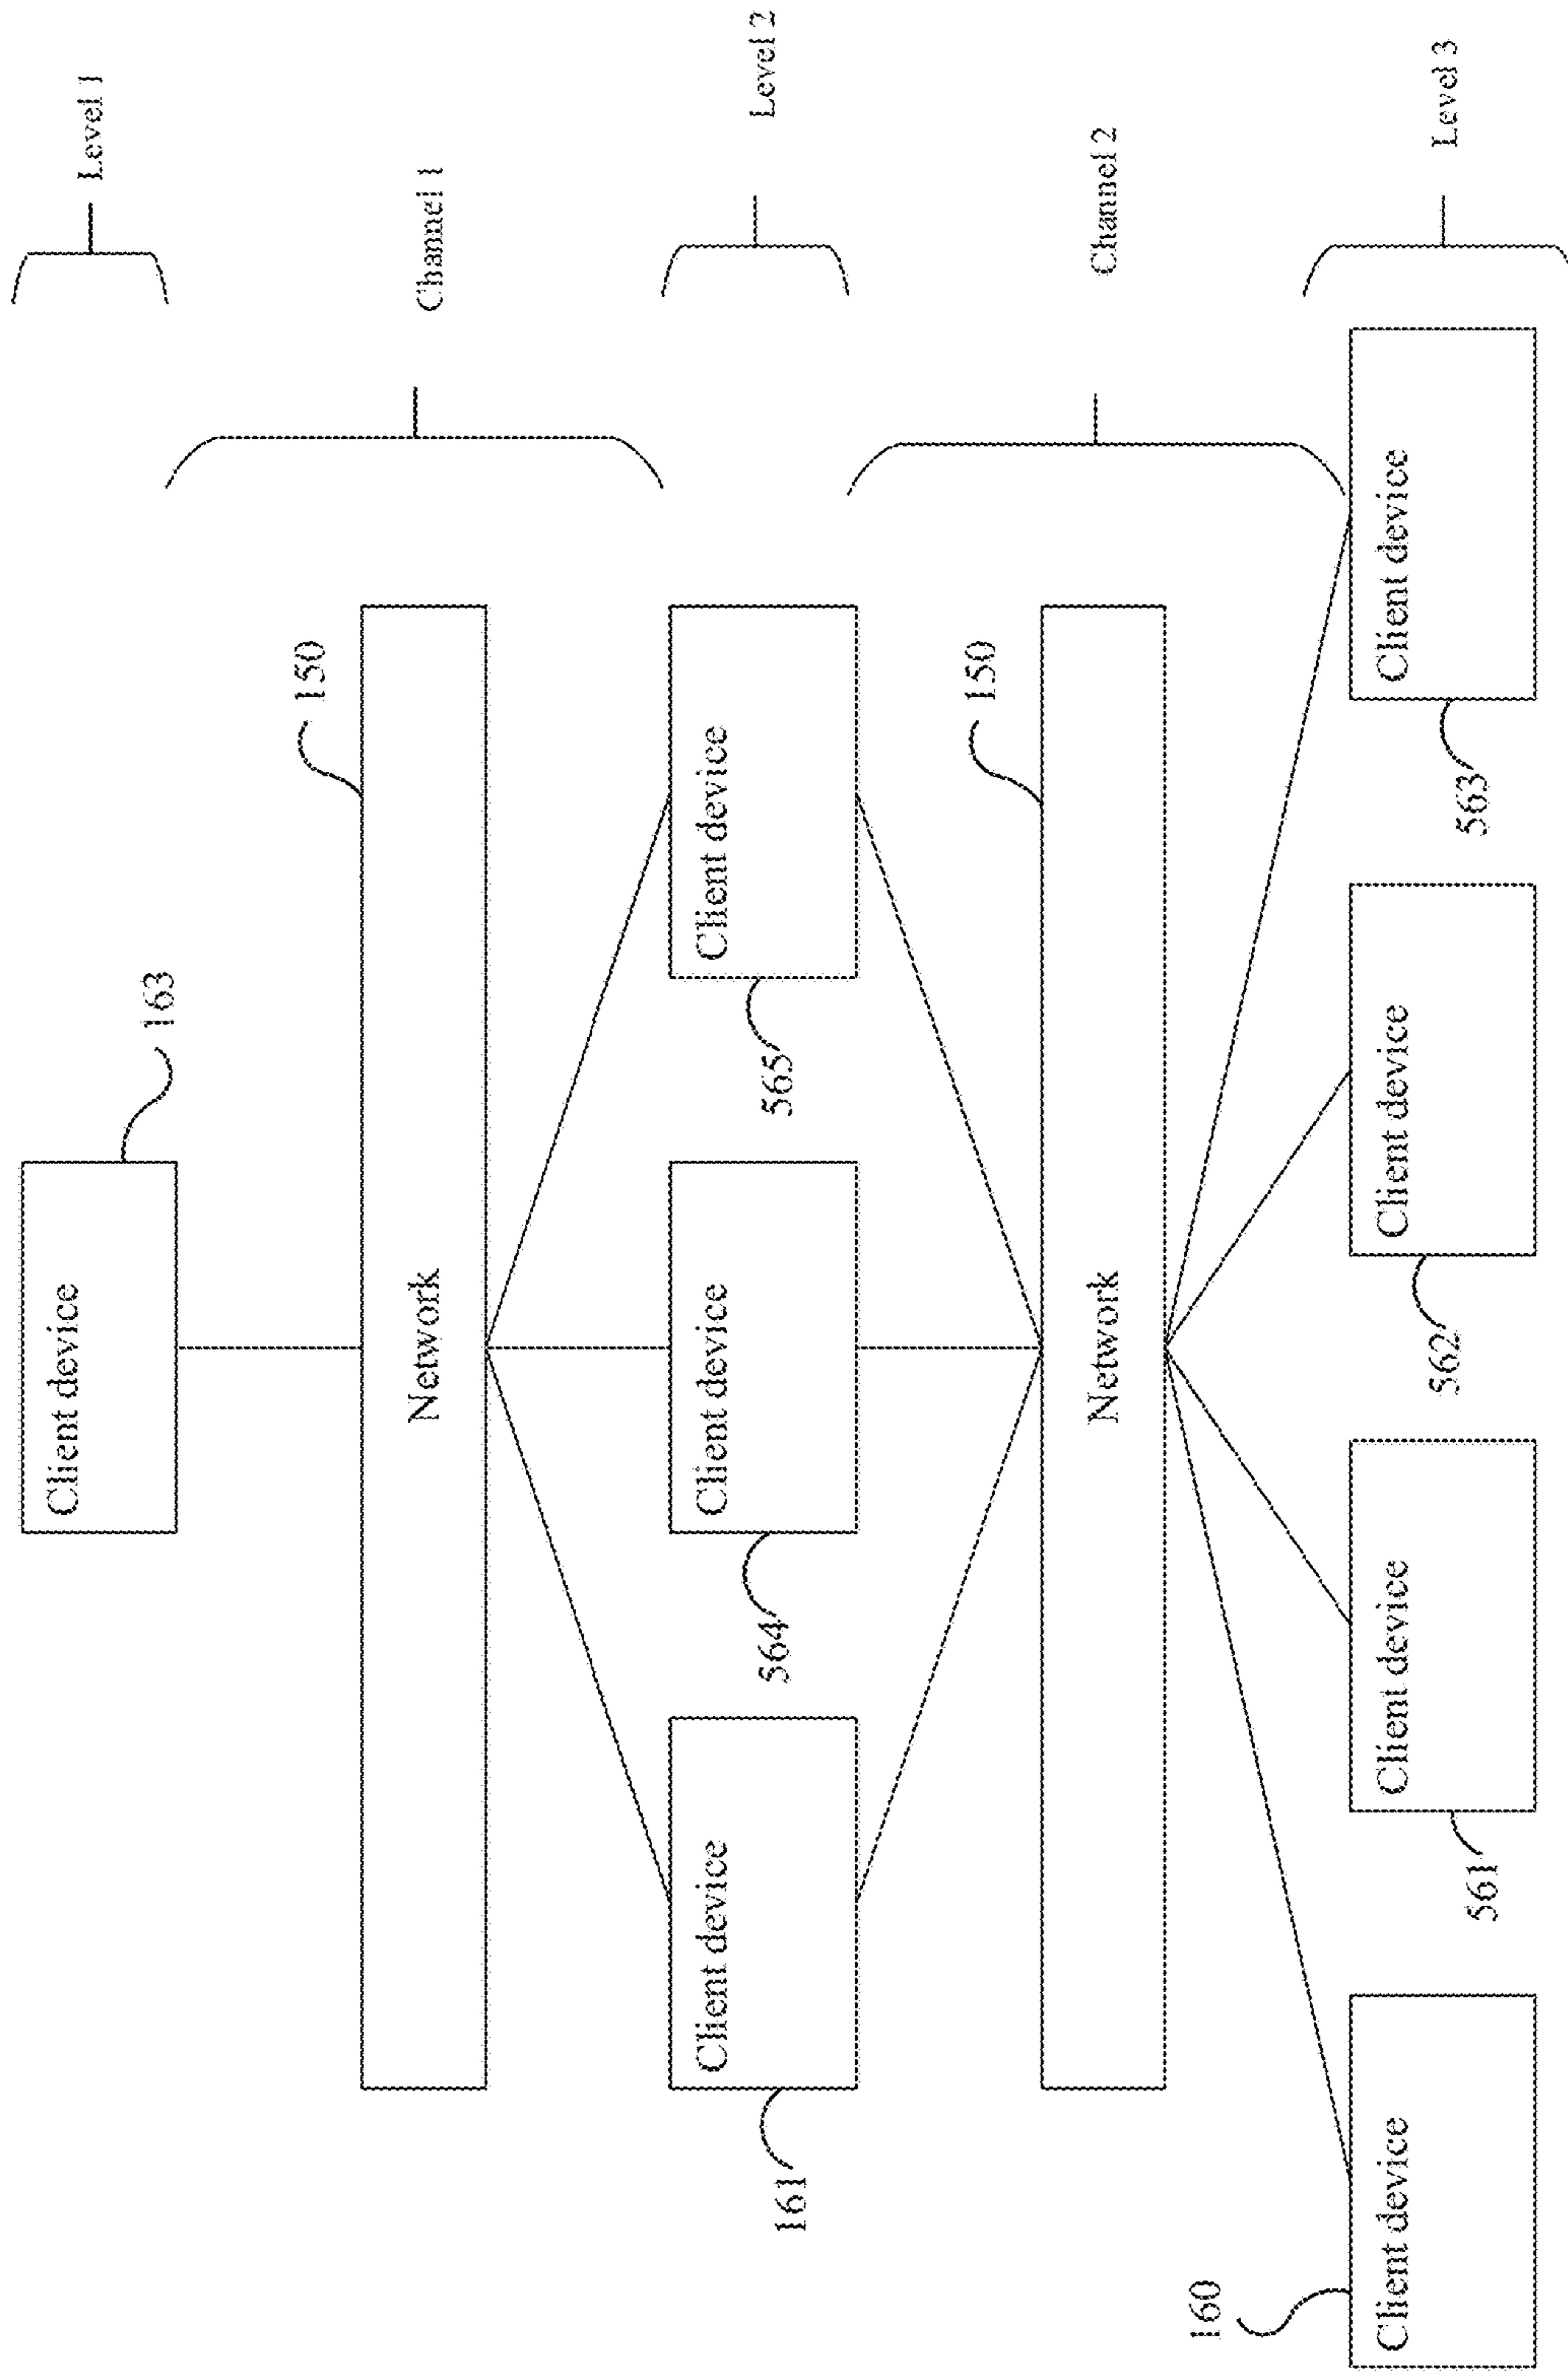 Client device
163
Level 1
150
Network
Channel 1
Client device
161
Client device
564
Client device
565
Level 2
150
Network
Channel 2
Client device
160
Client device
561
Client device
562
Client device
563
Level 3